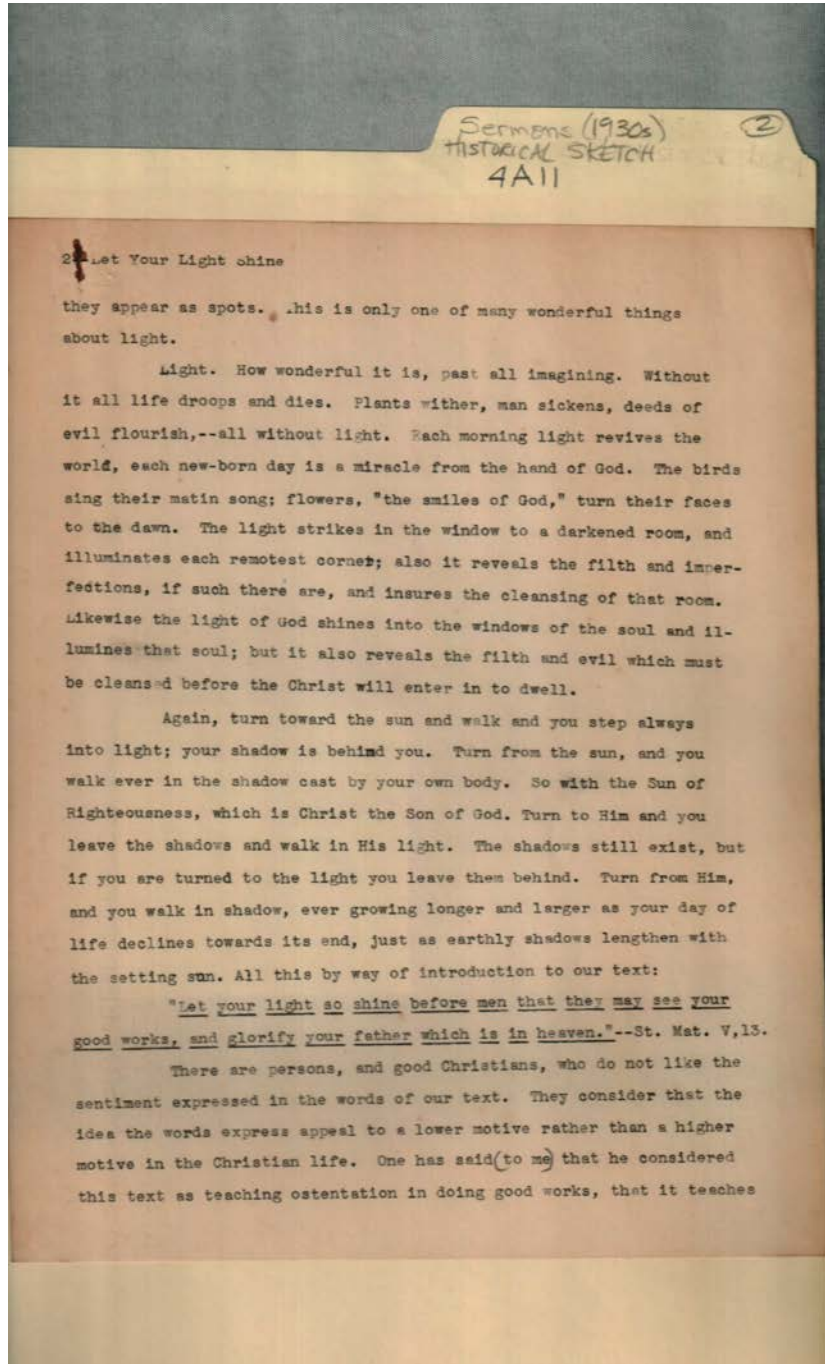 Sermons (1930s) 2
HISTORICAL SKETCH
4A11
2 Let Your Light Shine
they appear as spots. This is only one of many wonderful things
about light.
Light. How wonderful it is, past all imagining. Without
it all life droops and dies. Plants wither, man sickens, deeds of
evil flourish,--all without light. Each morning light revives the
world, each new-born day is a miracle from the hand of God. The birds
sing their matin song; flowers, "the smiles of God," turn their faces
to the dawn. The light strikes in the window to a darkened room, and
illuminates each remotest corner; also it reveals the filth and imper-
fections, if such there are, and insures the cleansing of that room.
Likewise the light of God shines into the windows of the soul and il-
lumines that soul; but it also reveals the filth and evil which must
be cleansed before the Christ will enter in to dwell.
Again, turn toward the sun and walk and you step always
into light; your shadow is behind you. Turn from the sun, and you
walk ever in the shadow cast by your own body. So with the Sun of
Righteousness, which is Christ the Son of God. Turn to Him and you
leave the shadows and walk in His light. The shadows still exist, but
if you are turned to the light you leave them behind. Turn from Him,
and you walk in shadow, ever growing longer and larger as your day of
life declines towards its end, just as earthly shadows lengthen with
the setting sun. All this by way of introduction to our text:
"Let your light so shine before men that they may see your
good works, and glorify your father which is in heaven."--St. Mat. V,13.
There are persons, and good Christians, who do not like the
sentiment expressed in the words of our text. They consider that the
idea the words express appeal to a lower motive rather than a higher
motive in the Christian life. One has said(to me) that he considered
this text as teaching ostentation in doing good works, that it teaches